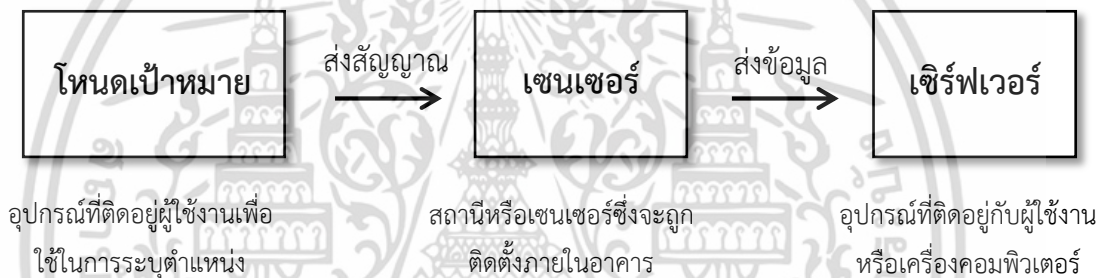 โหนดเป้าหมาย
ส่งสัญญาณ
เซนเซอร์
ส่งข้อมูล
เซิร์ฟเวอร์
อุปกรณ์ที่ติดอยู่ผู้ใช้งานเพื่อ
ใช้ในการระบุตำแหน่ง
สถานีหรือเซนเซอร์ซึ่งจะถูก
ติดตั้งภายในอาคาร
อุปกรณ์ที่ติดอยู่กับผู้ใช้งาน
หรือเครื่องคอมพิวเตอร์